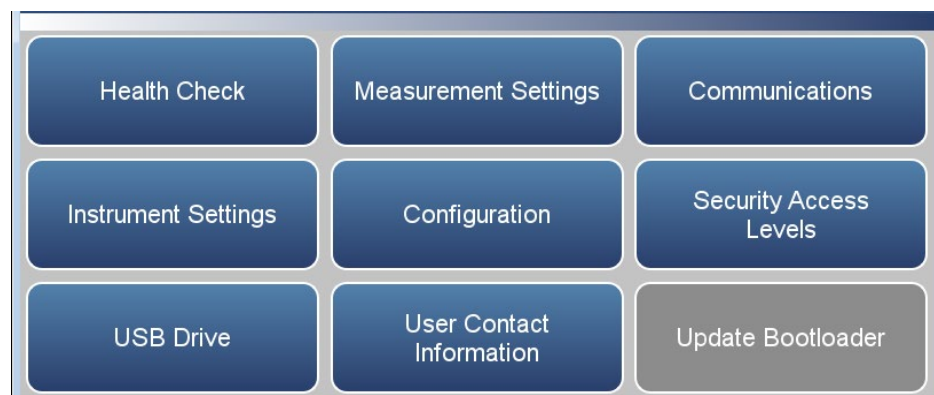 Health Check
Measurement Settings
Communications
Instrument Settings
Configuration
Security Access
Levels
USB Drive
User Contact
Information
Update Bootloader